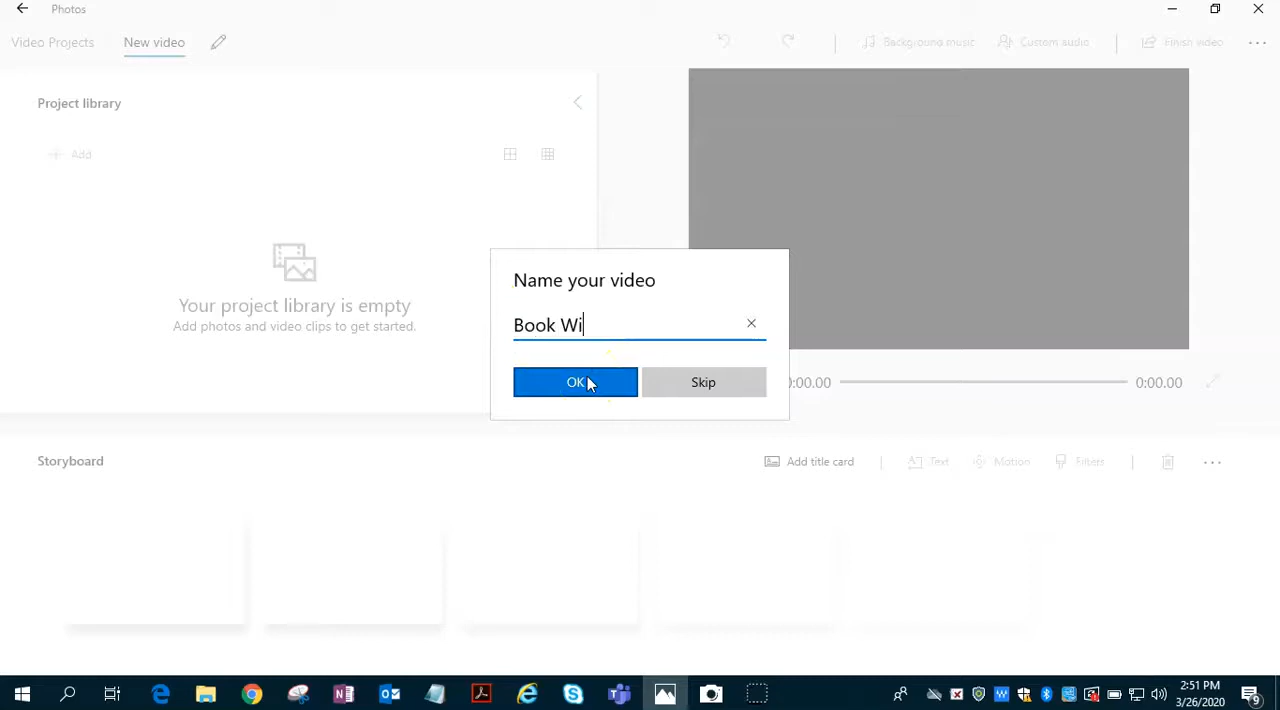 Photos
Video Projects
New video
Background music
Custom audio
Finish video
Project library
Add
Your project library is empty
Add photos and video clips to get started.
Name your video
Book Wi
OK
Skip
0:00.00
0:00.00
Storyboard
Add title card
Text
Motion
Filters
2:51 PM
3/26/2020
9